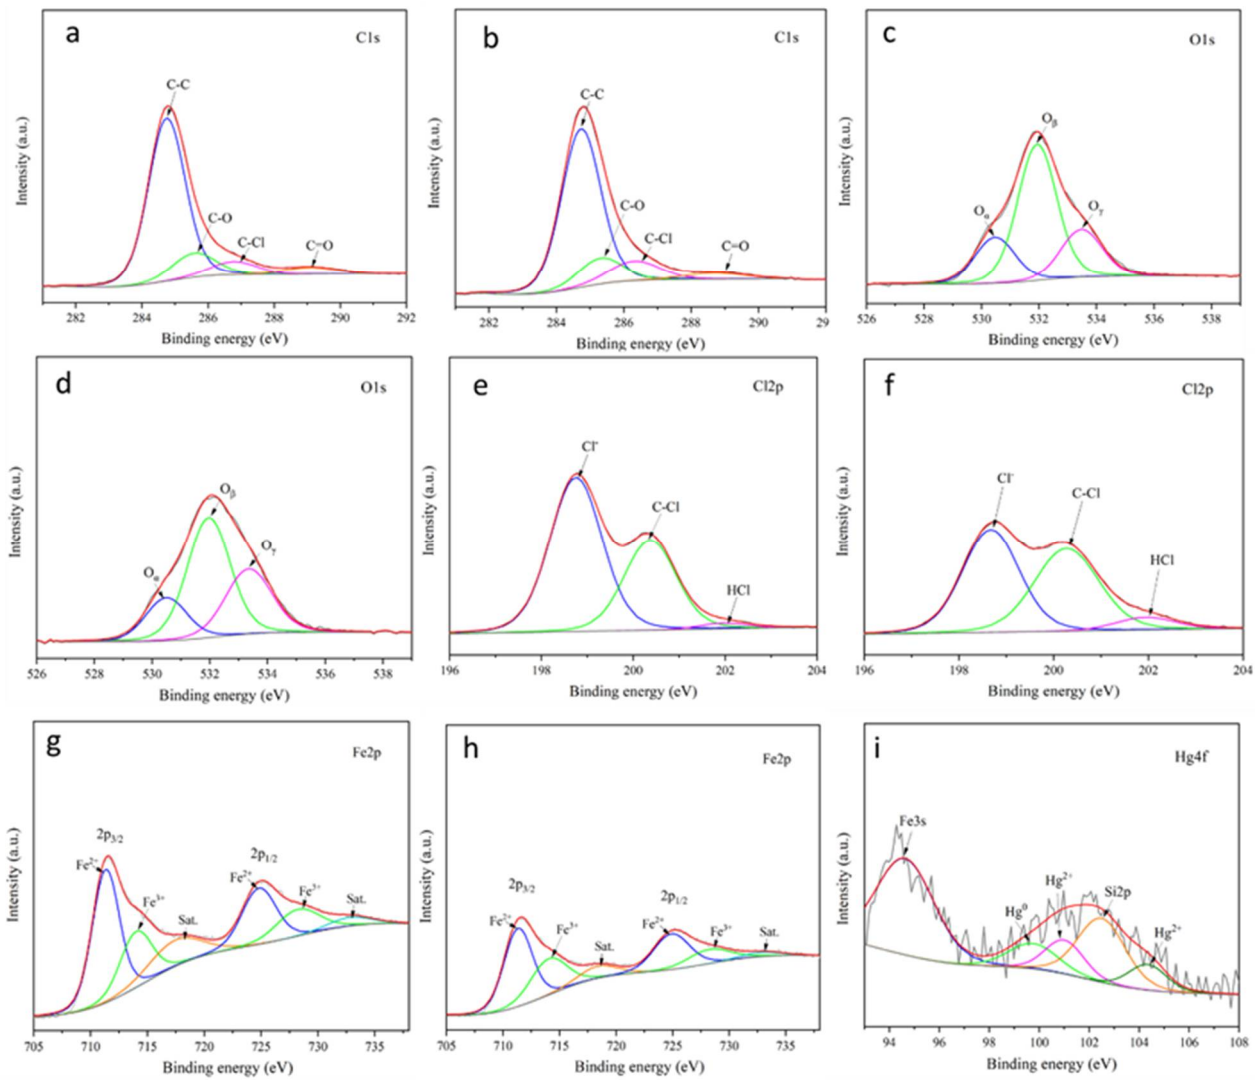 a
C1s
C-C
C-O
C-Cl
C=O
Intensity (a.u.)
282 284 286 288 290 292
Binding energy (eV)
b
C1s
C-C
C-O
C-Cl
C=O
Intensity (a.u.)
282 284 286 288 290 29
Binding energy (eV)
c
O1s
Oβ
Oα
Oγ
Intensity (a.u.)
526 528 530 532 534 536 538
Binding energy (eV)
d
O1s
Oβ
Oγ
Oα
Intensity (a.u.)
526 528 530 532 534 536 538
Binding energy (eV)
e
Cl2p
Cl-
C-Cl
HCl
Intensity (a.u.)
196 198 200 202 204
Binding energy (eV)
f
Cl2p
Cl-
C-Cl
HCl
Intensity (a.u.)
196 198 200 202 204
Binding energy (eV)
g
Fe2p
2p3/2
Fe2+
Fe3+
Sat.
2p1/2
Fe2+
Fe3+
Sat.
Intensity (a.u.)
705 710 715 720 725 730 735
Binding energy (eV)
h
Fe2p
2p3/2
Fe2+
Fe3+
Sat.
2p1/2
Fe2+
Fe3+
Sat.
Intensity (a.u.)
705 710 715 720 725 730 735
Binding energy (eV)
i
Hg4f
Fe3s
Hg0
Hg2+
Si2p
Hg2+
Intensity (a.u.)
94 96 98 100 102 104 106 108
Binding energy (eV)